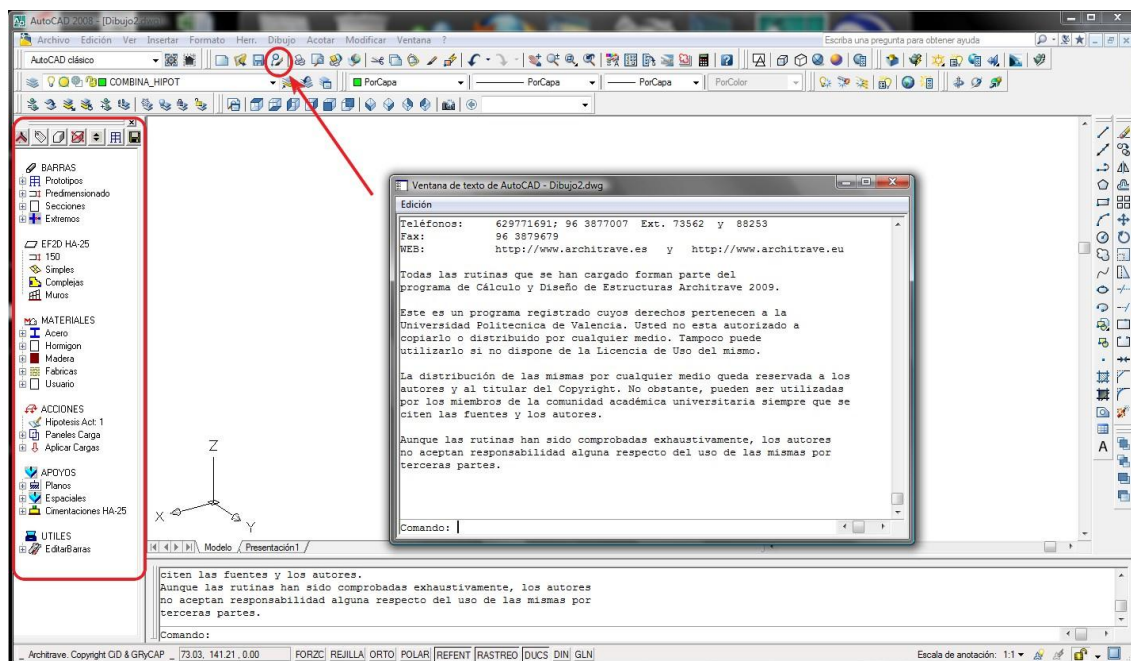 AutoCAD 2008 - [Dibujo2.dwg]
Archivo Edición Ver Insertar Formato Herr. Dibujo Acotar Modificar Ventana ?
Escriba una pregunta para obtener ayuda
AutoCAD clásico
COMBINA_HIPOT
PorCapa
PorCapa
PorCapa
PorColor
BARRAS
Prototipos
Predimensionado
Secciones
Extremos
EF2D HA-25
150
Simples
Complejas
Muros
MATERIALES
Acero
Hormigon
Madera
Fabricas
Usuario
ACCIONES
Hipotesis Act: 1
Paneles Carga
Aplicar Cargas
APOYOS
Planos
Espaciales
Cimentaciones HA-25
UTILES
EditarBarras
Z
X
Y
Ventana de texto de AutoCAD - Dibujo2.dwg
Edición
Teléfonos: 629771691; 96 3877007 Ext. 73562 y 88253
Fax: 96 3879679
WEB: http://www.architrave.es y http://www.architrave.eu
Todas las rutinas que se han cargado forman parte del
programa de Cálculo y Diseño de Estructuras Architrave 2009.
Este es un programa registrado cuyos derechos pertenecen a la
Universidad Politecnica de Valencia. Usted no esta autorizado a
copiarlo o distribuido por cualquier medio. Tampoco puede
utilizarlo si no dispone de la Licencia de Uso del mismo.
La distribución de las mismas por cualquier medio queda reservada a los
autores y al titular del Copyright. No obstante, pueden ser utilizadas
por los miembros de la comunidad académica universitaria siempre que se
citen las fuentes y los autores.
Aunque las rutinas han sido comprobadas exhaustivamente, los autores
no aceptan responsabilidad alguna respecto del uso de las mismas por
terceras partes.
Comando:
Modelo Presentación1
citen las fuentes y los autores.
Aunque las rutinas han sido comprobadas exhaustivamente, los autores
no aceptan responsabilidad alguna respecto del uso de las mismas por
terceras partes.
Comando:
_ Architrave. Copyright CiD & GRyCAP _ 73.03, 141.21 , 0.00 FORZC REJILLA ORTO POLAR REFENT RASTREO DUCS DIN GLN Escala de anotación: 1:1
A